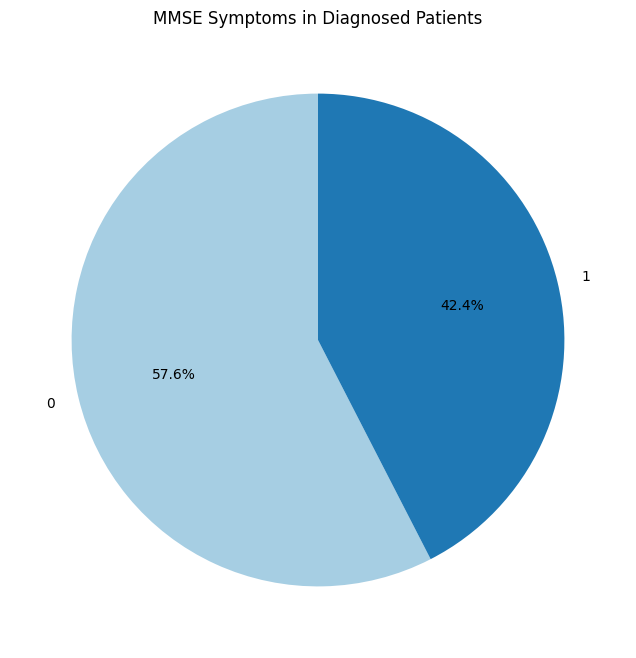 MMSE Symptoms in Diagnosed Patients
1
42.4%
57.6%
0